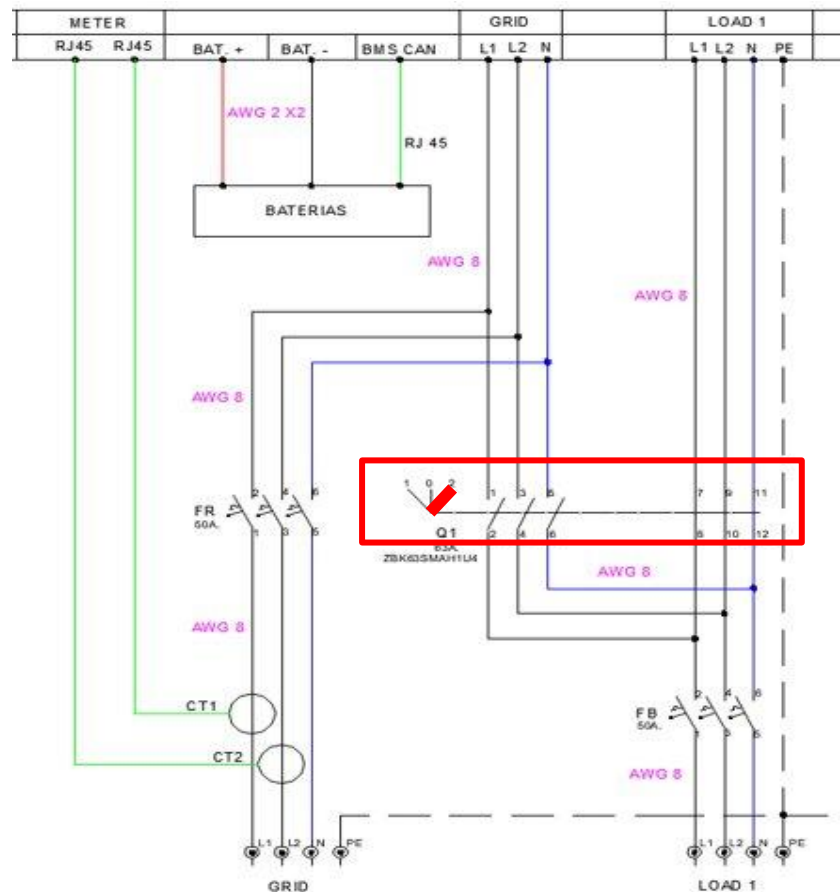 METER GRID LOAD 1
RJ45 RJ45 BAT. + BAT. - BMS CAN L1 L2 N L1 L2 N PE
AWG 2 X2
RJ 45
BATERIAS
AWG 8
AWG 8
AWG 8
1 0 2 1 3 5 7 9 11
2 4 6
FR
50A.
1 3 5
Q1 2 4 6 8 10 12
63A.
ZBK63SMAH1U4
AWG 8
AWG 8
2 4 6
CT1
FB
50A.
1 3 5
CT2
AWG 8
L1 L2 N PE L1 L2 N PE
GRID LOAD 1